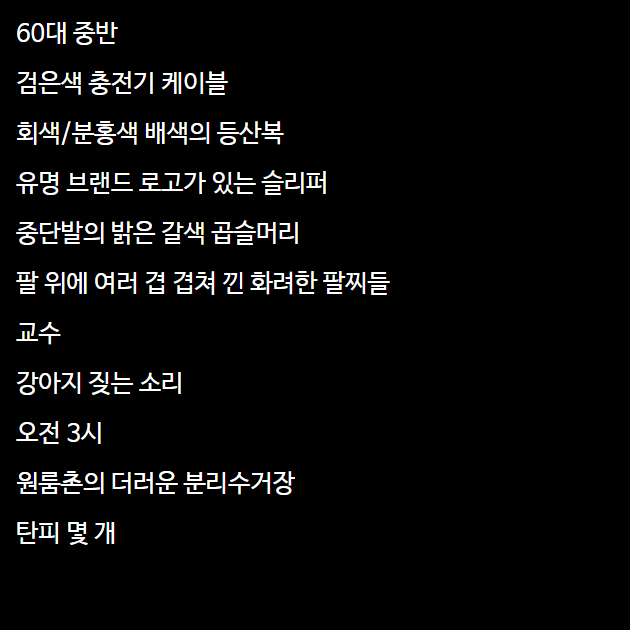 60대 중반
검은색 충전기 케이블
회색/분홍색 배색의 등산복
유명 브랜드 로고가 있는 슬리퍼
중단발의 밝은 갈색 곱슬머리
팔 위에 여러 겹 겹쳐 낀 화려한 팔찌들
교수
강아지 짖는 소리
오전 3시
원룸촌의 더러운 분리수거장
탄피 몇 개